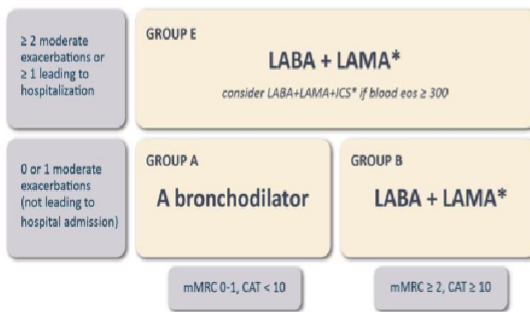 ≥ 2 moderate
exacerbations or
≥ 1 leading to
hospitalization
GROUP E
LABA + LAMA*
consider LABA+LAMA+ICS* if blood eos ≥ 300
0 or 1 moderate
exacerbations
(not leading to
hospital admission)
GROUP A
A bronchodilator
GROUP B
LABA + LAMA*
mMRC 0-1, CAT < 10
mMRC ≥ 2, CAT ≥ 10